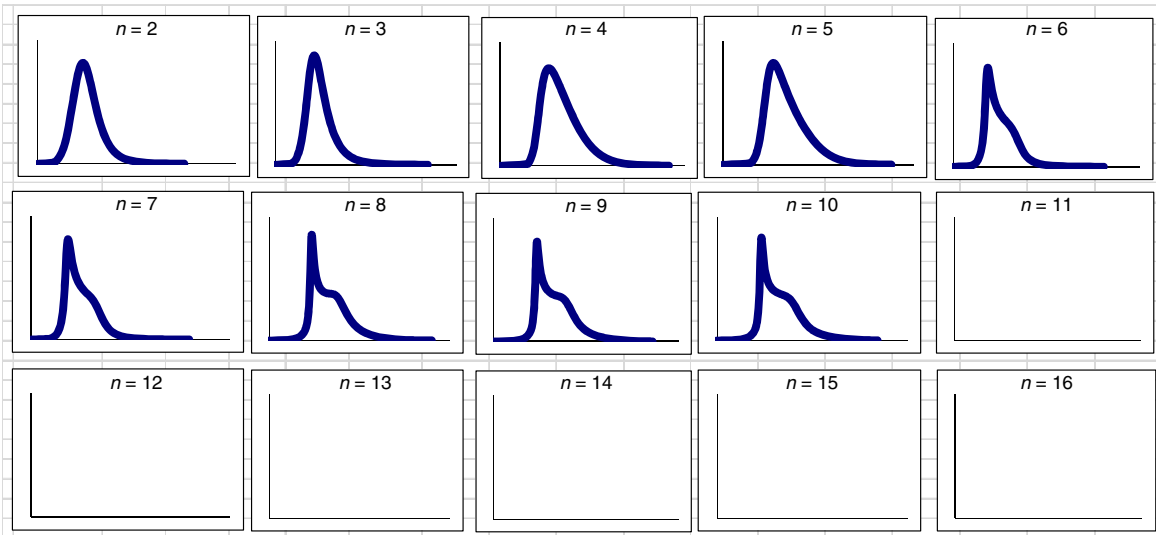 n = 2
n = 3
n = 4
n = 5
n = 6
n = 7
n = 8
n = 9
n = 10
n = 11
n = 12
n = 13
n = 14
n = 15
n = 16